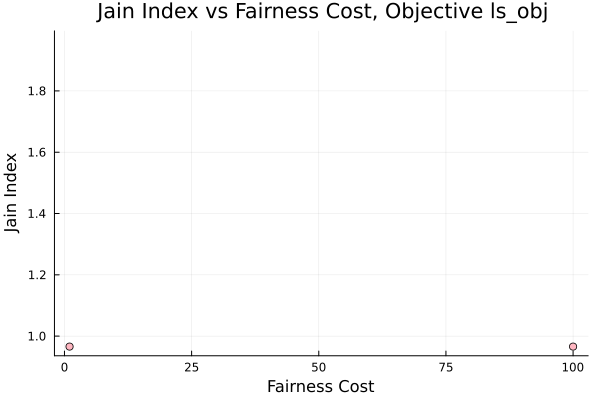 Jain Index vs Fairness Cost, Objective ls_obj
Jain Index
1.8
1.6
1.4
1.2
1.0
0 25 50 75 100
Fairness Cost